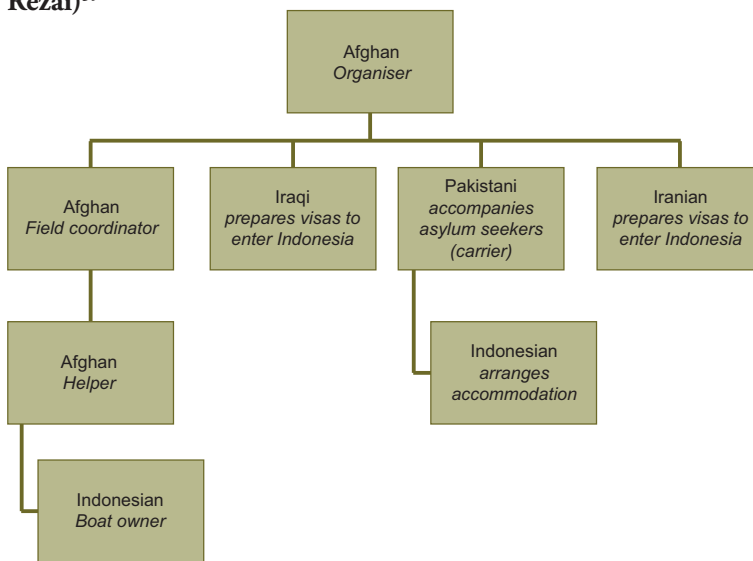 Rezai)
Afghan
Organiser
Afghan
Field coordinator
Iraqi
prepares visas to
enter Indonesia
Pakistani
accompanies
asylum seekers
(carrier)
Iranian
prepares visas to
enter Indonesia
Afghan
Helper
Indonesian
arranges
accommodation
Indonesian
Boat owner